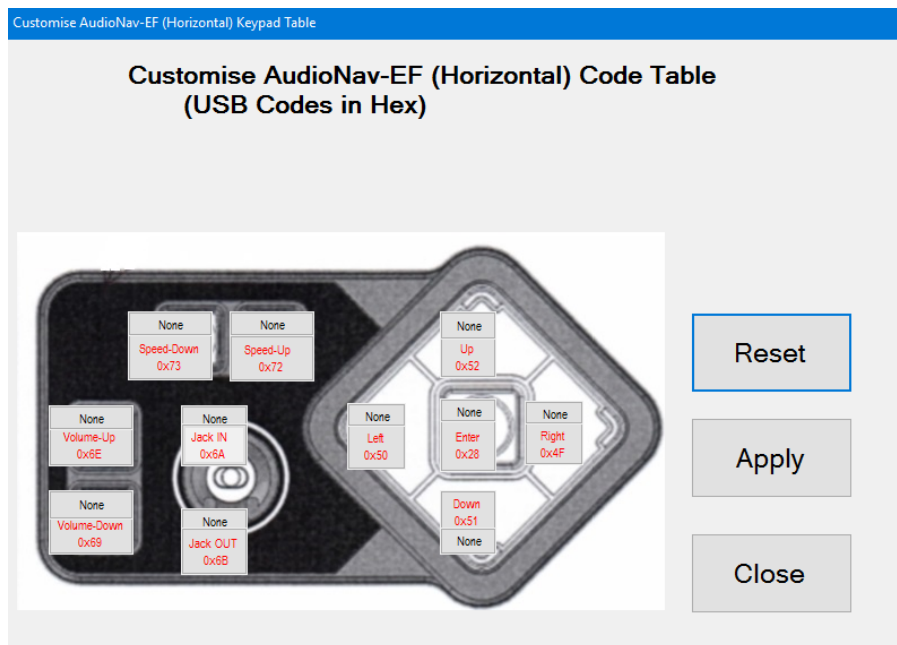 Customise AudioNav-EF (Horizontal) Keypad Table
Customise AudioNav-EF (Horizontal) Code Table
(USB Codes in Hex)
None
Speed-Down
0x73
None
Speed-Up
0x72
None
Up
0x52
None
Volume-Up
0x6E
None
Jack IN
0x6A
None
Left
0x50
None
Enter
0x28
None
Right
0x4F
None
Volume-Down
0x69
None
Jack OUT
0x6B
Down
0x51
None
Reset
Apply
Close